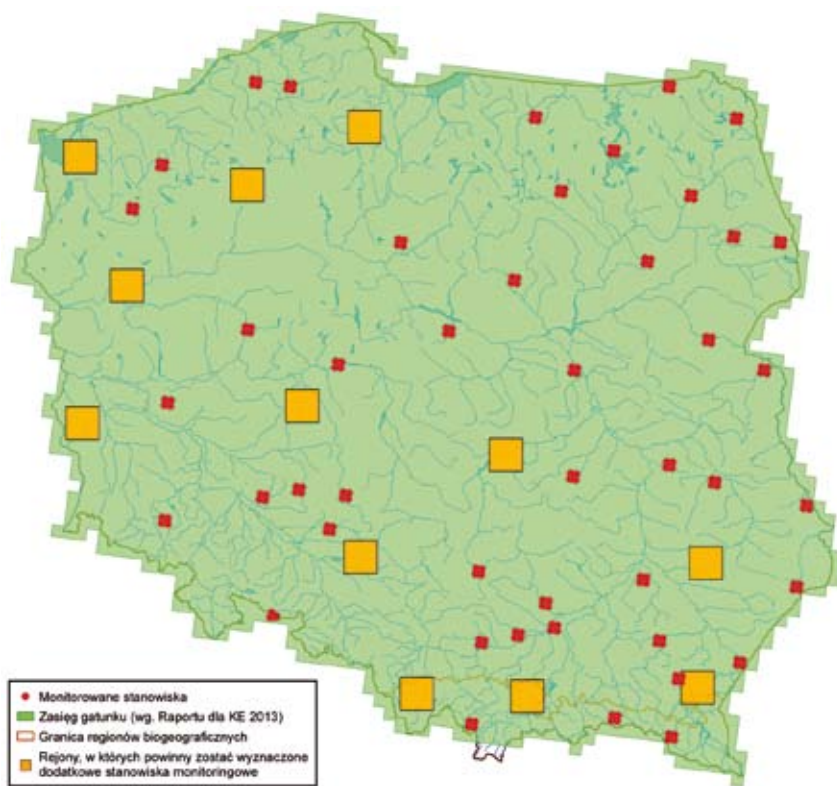 Monitorowane stanowiska
Zasięg gatunku (wg. Raportu dla KE 2013)
Granica regionów biogeograficznych
Rejony, w których powinny zostać wyznaczone
dodatkowe stanowiska monitoringowe